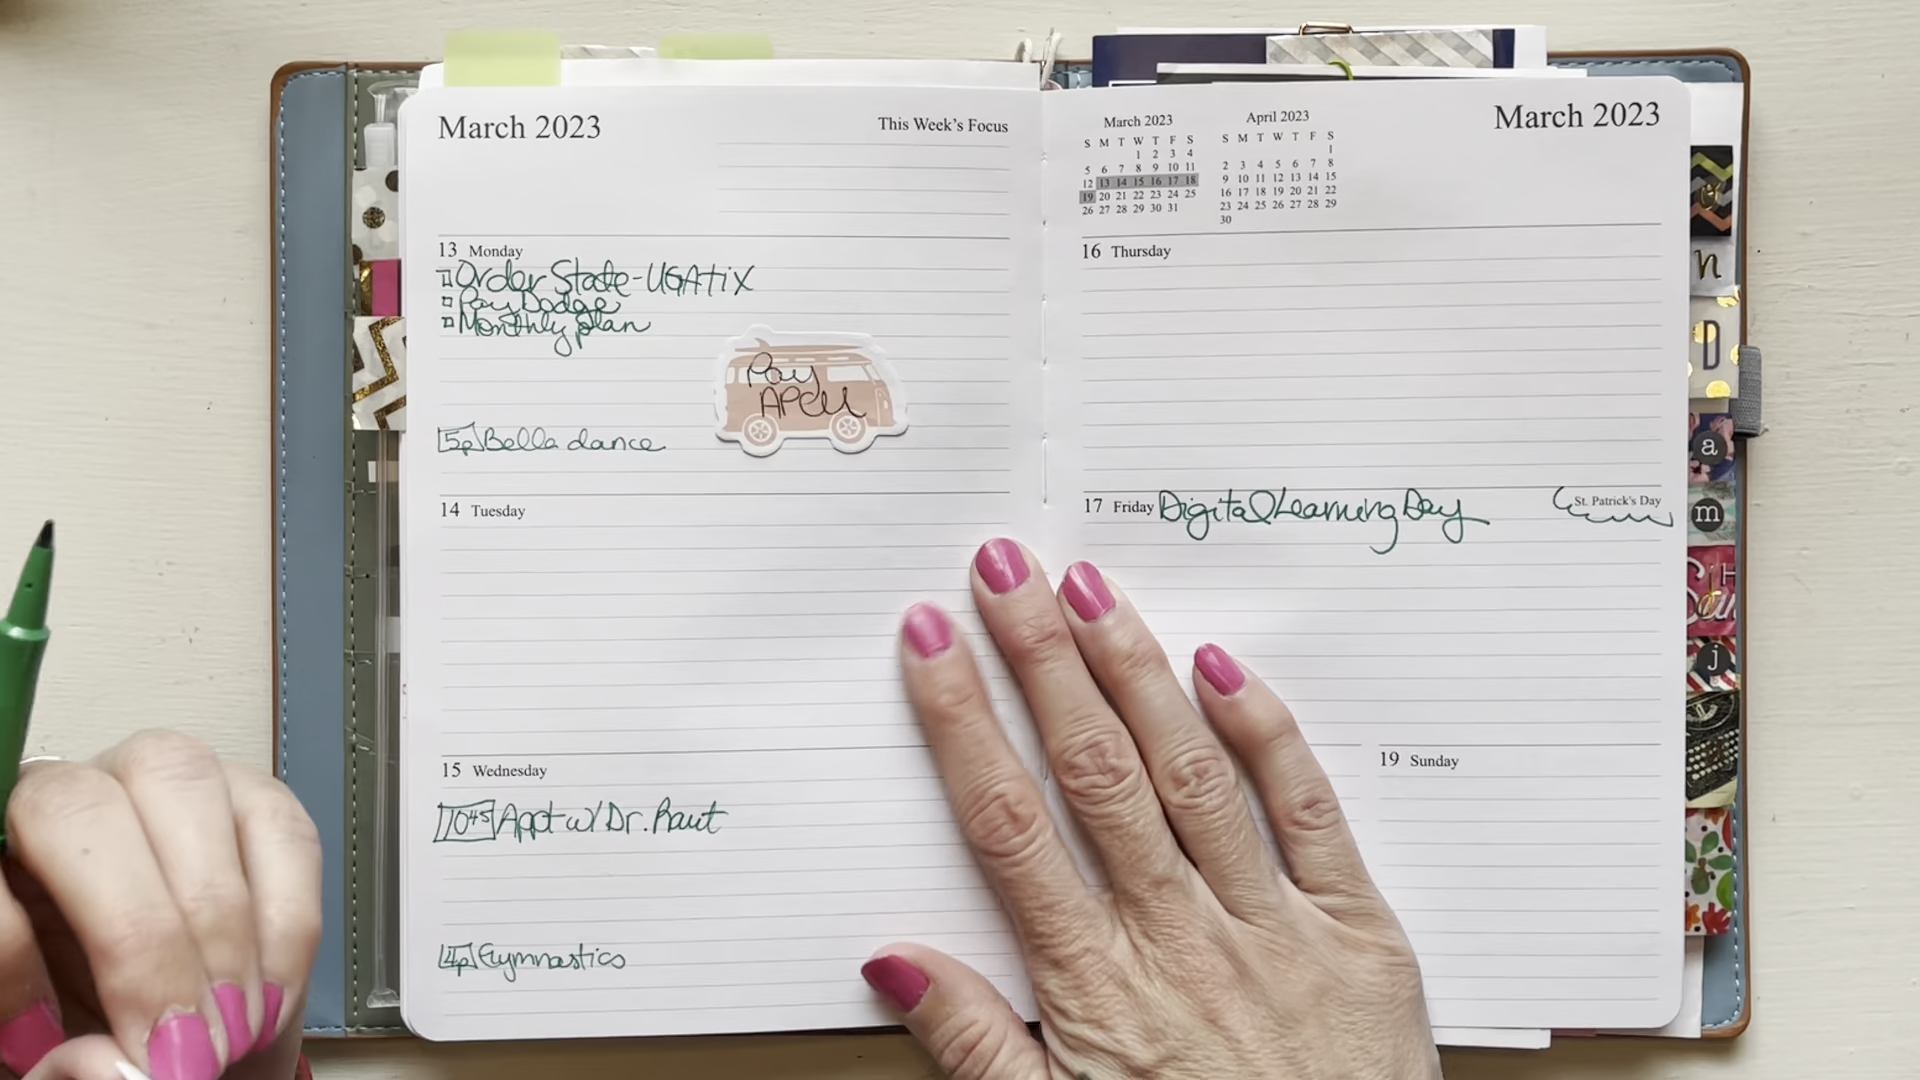 March 2023
This Week's Focus
13 Monday
Order State-UGA tix
Pay Dodge
Monthly plan
Pay
APCU
5p Bella dance
14 Tuesday
15 Wednesday
10 45 Appt w/ Dr. Raut
4p Gymnastics
March 2023
S M T W T F S
1 2 3 4
5 6 7 8 9 10 11
12 13 14 15 16 17 18
19 20 21 22 23 24 25
26 27 28 29 30 31
April 2023
S M T W T F S
1
2 3 4 5 6 7 8
9 10 11 12 13 14 15
16 17 18 19 20 21 22
23 24 25 26 27 28 29
30
March 2023
16 Thursday
17 Friday Digital Learning Day St. Patrick's Day
19 Sunday
n
D
a
m
j